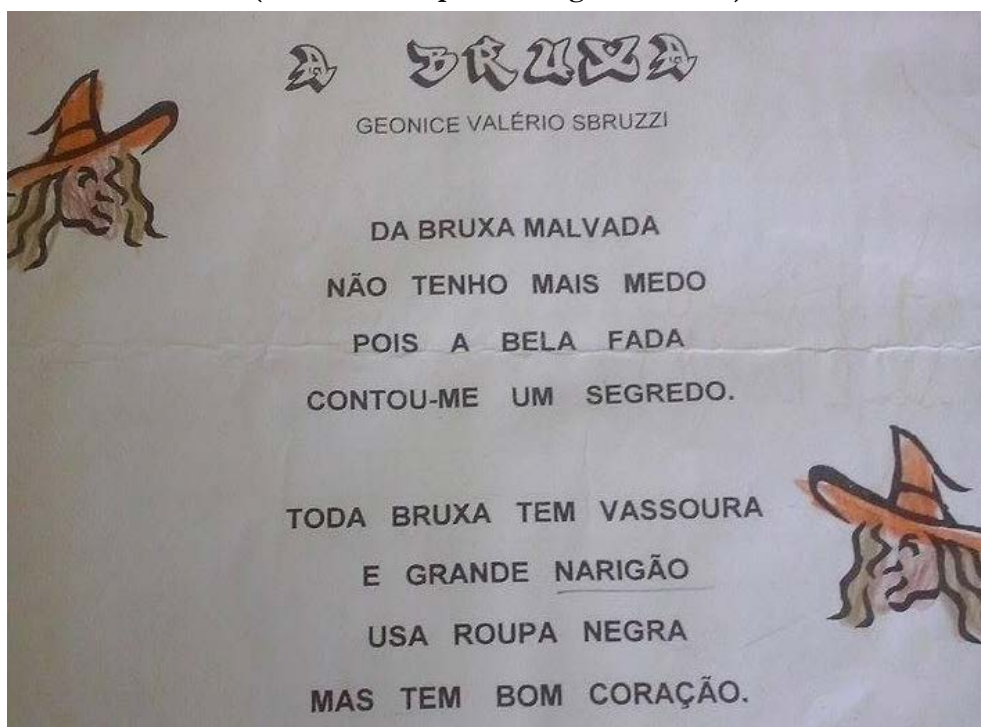 A BRUXA
GEONICE VALÉRIO SBRUZZI
DA BRUXA MALVADA
NÃO TENHO MAIS MEDO
POIS A BELA FADA
CONTOU-ME UM SEGREDO.
TODA BRUXA TEM VASSOURA
E GRANDE NARIGÃO
USA ROUPA NEGRA
MAS TEM BOM CORAÇÃO.